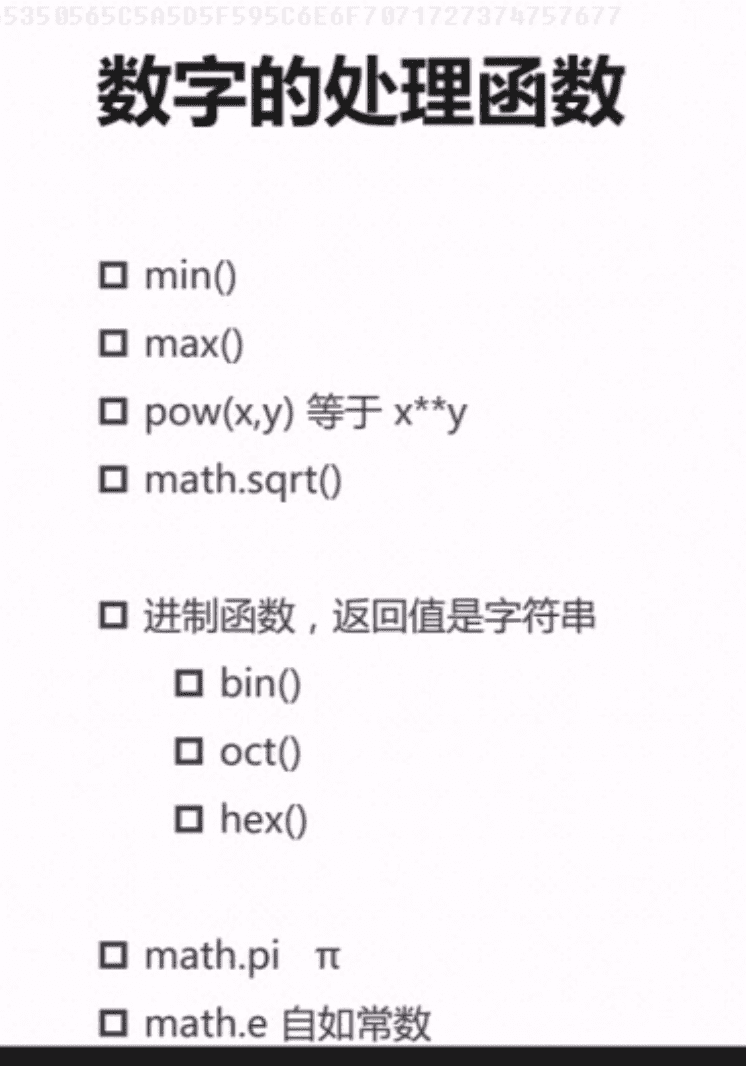 数字的处理函数
min()
max()
pow(x,y) 等于 x**y
math.sqrt()
进制函数，返回值是字符串
bin()
oct()
hex()
math.pi π
math.e 自如常数